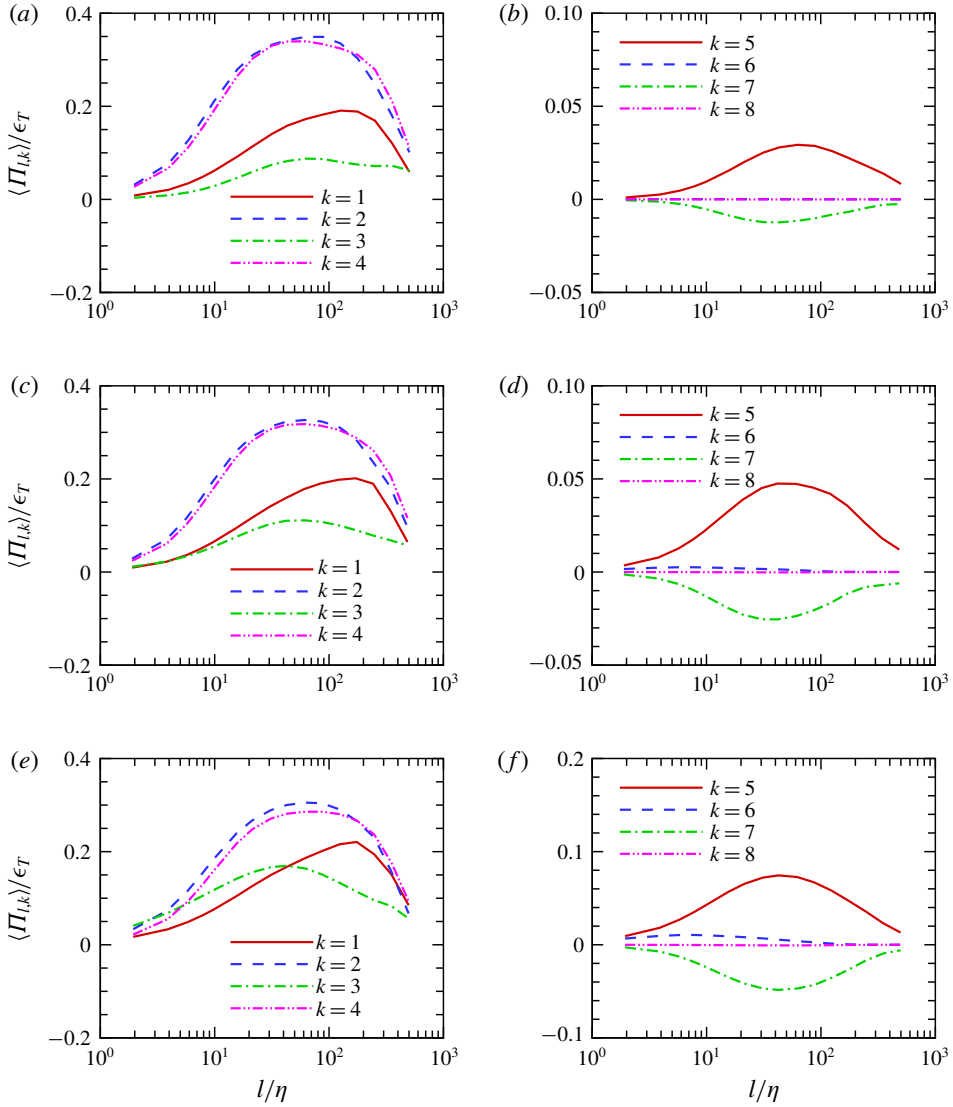 (a)
0.4
0.2
0
−0.2
⟨Π_{l,k}⟩/ϵ_T
k = 1
k = 2
k = 3
k = 4
10^0
10^1
10^2
10^3
(b)
0.10
0.05
0
−0.05
k = 5
k = 6
k = 7
k = 8
10^0
10^1
10^2
10^3
(c)
0.4
0.2
0
−0.2
⟨Π_{l,k}⟩/ϵ_T
k = 1
k = 2
k = 3
k = 4
10^0
10^1
10^2
10^3
(d)
0.10
0.05
0
−0.05
k = 5
k = 6
k = 7
k = 8
10^0
10^1
10^2
10^3
(e)
0.4
0.2
0
−0.2
⟨Π_{l,k}⟩/ϵ_T
k = 1
k = 2
k = 3
k = 4
10^0
10^1
10^2
10^3
l/η
(f)
0.2
0.1
0
−0.1
k = 5
k = 6
k = 7
k = 8
10^0
10^1
10^2
10^3
l/η